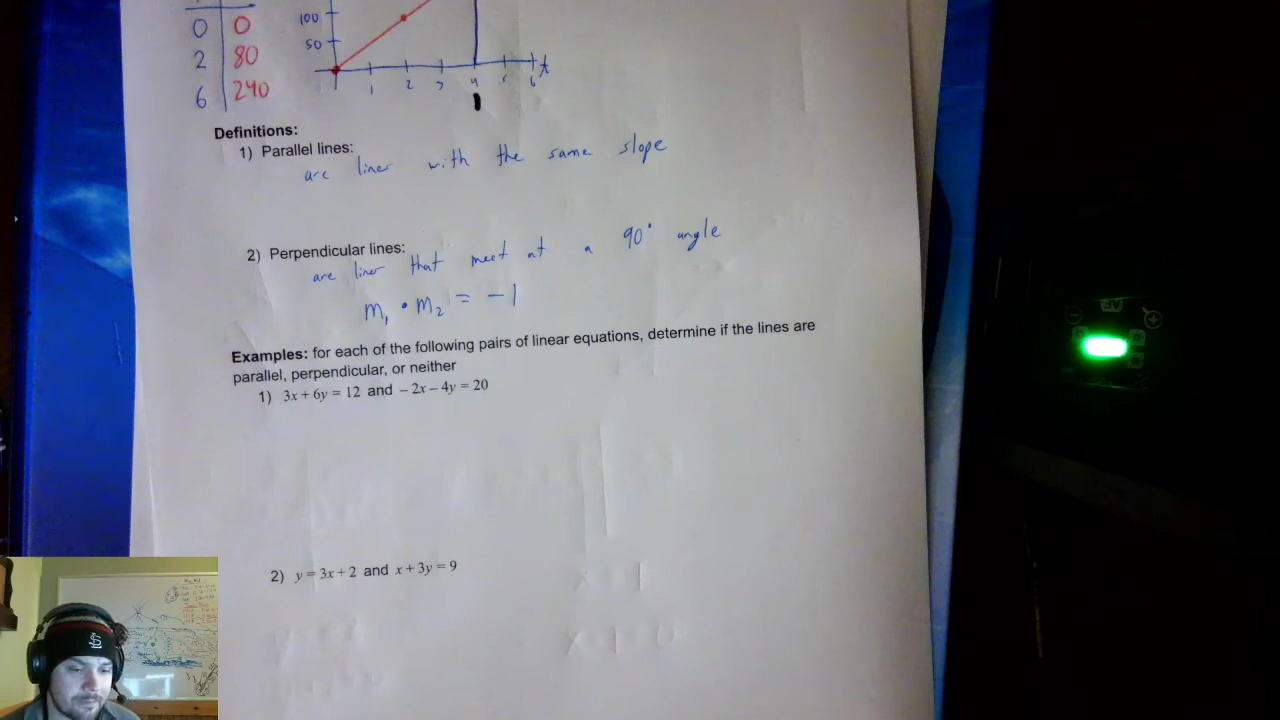 100
0 0
50
2 80
t
1 2 3 4 5 6
6 240
Definitions:
1) Parallel lines:
are lines with the same slope
2) Perpendicular lines:
are lines that meet at a 90° angle
m₁ • m₂ = -1
Examples: for each of the following pairs of linear equations, determine if the lines are
parallel, perpendicular, or neither
1) 3x + 6y = 12 and – 2x – 4y = 20
2) y = 3x + 2 and x + 3y = 9